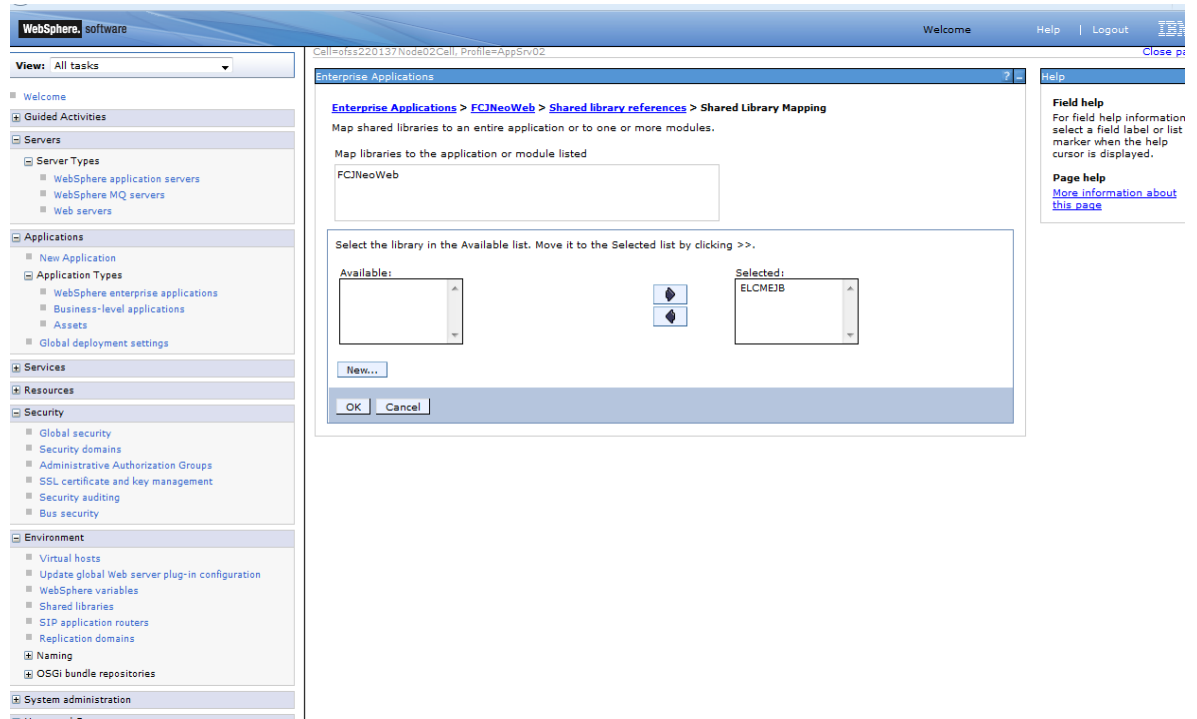 WebSphere. software
Welcome
Help | Logout
IBM
Cell=ofss220137Node02Cell, Profile=AppSrv02
Close pa
View: All tasks
Welcome
Guided Activities
Servers
Server Types
WebSphere application servers
WebSphere MQ servers
Web servers
Applications
New Application
Application Types
WebSphere enterprise applications
Business-level applications
Assets
Global deployment settings
Services
Resources
Security
Global security
Security domains
Administrative Authorization Groups
SSL certificate and key management
Security auditing
Bus security
Environment
Virtual hosts
Update global Web server plug-in configuration
WebSphere variables
Shared libraries
SIP application routers
Replication domains
Naming
OSGi bundle repositories
System administration
Enterprise Applications ? -
Enterprise Applications > FCJNeoWeb > Shared library references > Shared Library Mapping
Map shared libraries to an entire application or to one or more modules.
Map libraries to the application or module listed
FCJNeoWeb
Select the library in the Available list. Move it to the Selected list by clicking >>.
Available:
Selected:
ELCMEJB
New...
OK Cancel
Help
Field help
For field help information,
select a field label or list
marker when the help
cursor is displayed.
Page help
More information about
this page